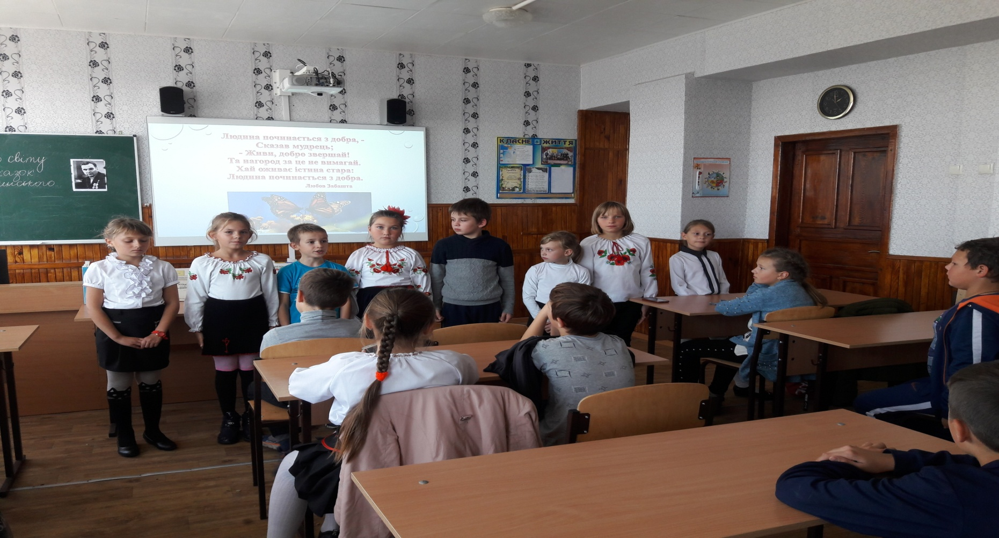 світу
казок
Людина починається з добра, -
Сказав мудрець;
- Живи, добро звершай!
Та нагород за це не вимагай.
Хай оживає істина стара:
Людина починається з добра.
Любов Забашта
КЛАСНЕ ЖИТТЯ